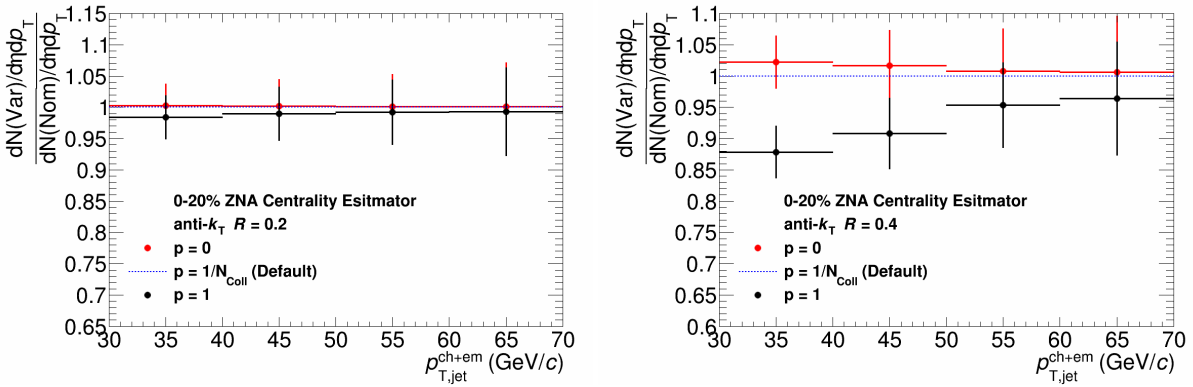 dN(Var)/dηdp_T
dN(Nom)/dηdp_T
1.15
1.1
1.05
1
0.95
0.9
0.85
0.8
0.75
0.7
0.65
0-20% ZNA Centrality Esitmator
anti-k_T R = 0.2
p = 0
p = 1/N_Coll (Default)
p = 1
30 35 40 45 50 55 60 65 70
p_T,jet^ch+em (GeV/c)
dN(Var)/dηdp_T
dN(Nom)/dηdp_T
1.1
1.05
1
0.95
0.9
0.85
0.8
0.75
0.7
0.65
0.6
0-20% ZNA Centrality Esitmator
anti-k_T R = 0.4
p = 0
p = 1/N_Coll (Default)
p = 1
30 35 40 45 50 55 60 65 70
p_T,jet^ch+em (GeV/c)